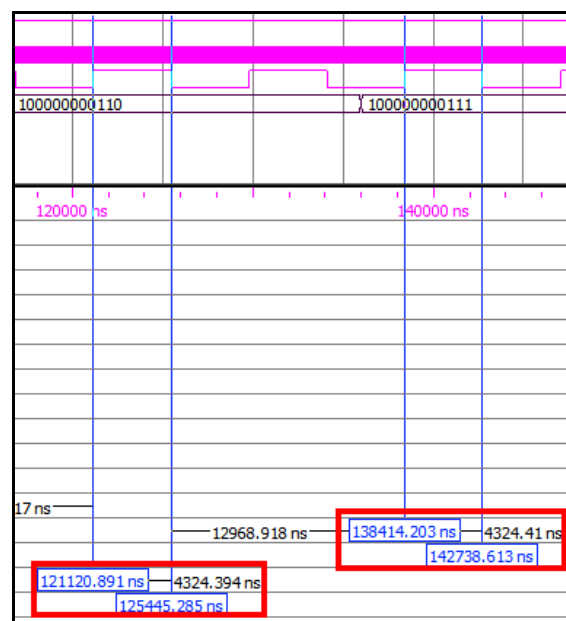 100000000110 100000000111
120000 ns 140000 ns
17 ns
12968.918 ns 138414.203 ns 4324.41 ns
142738.613 ns
121120.891 ns 4324.394 ns
125445.285 ns